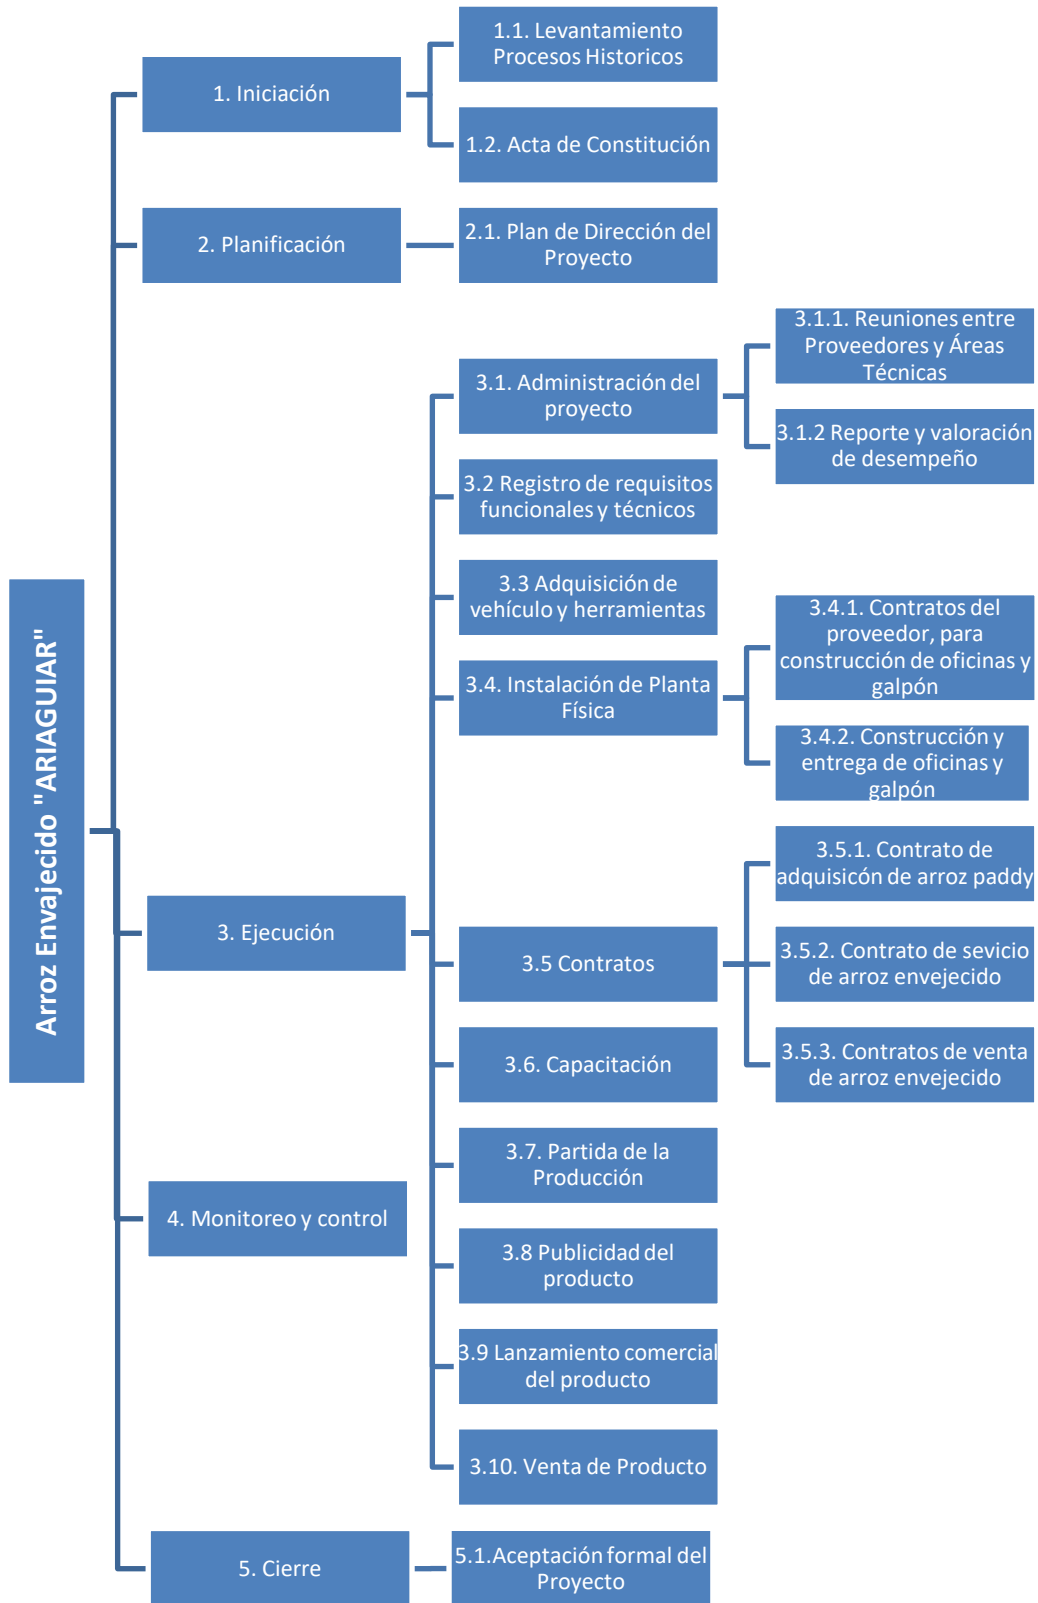 Arroz Envajecido "ARIAGUIAR"
1. Iniciación
1.1. Levantamiento
Procesos Historicos
1.2. Acta de Constitución
2. Planificación
2.1. Plan de Dirección del
Proyecto
3. Ejecución
3.1. Administración del
proyecto
3.1.1. Reuniones entre
Proveedores y Áreas
Técnicas
3.1.2 Reporte y valoración
de desempeño
3.2 Registro de requisitos
funcionales y técnicos
3.3 Adquisición de
vehículo y herramientas
3.4. Instalación de Planta
Física
3.4.1. Contratos del
proveedor, para
construcción de oficinas y
galpón
3.4.2. Construcción y
entrega de oficinas y
galpón
3.5 Contratos
3.5.1. Contrato de
adquisicón de arroz paddy
3.5.2. Contrato de sevicio
de arroz envejecido
3.5.3. Contratos de venta
de arroz envejecido
3.6. Capacitación
3.7. Partida de la
Producción
3.8 Publicidad del
producto
3.9 Lanzamiento comercial
del producto
3.10. Venta de Producto
4. Monitoreo y control
5. Cierre
5.1.Aceptación formal del
Proyecto